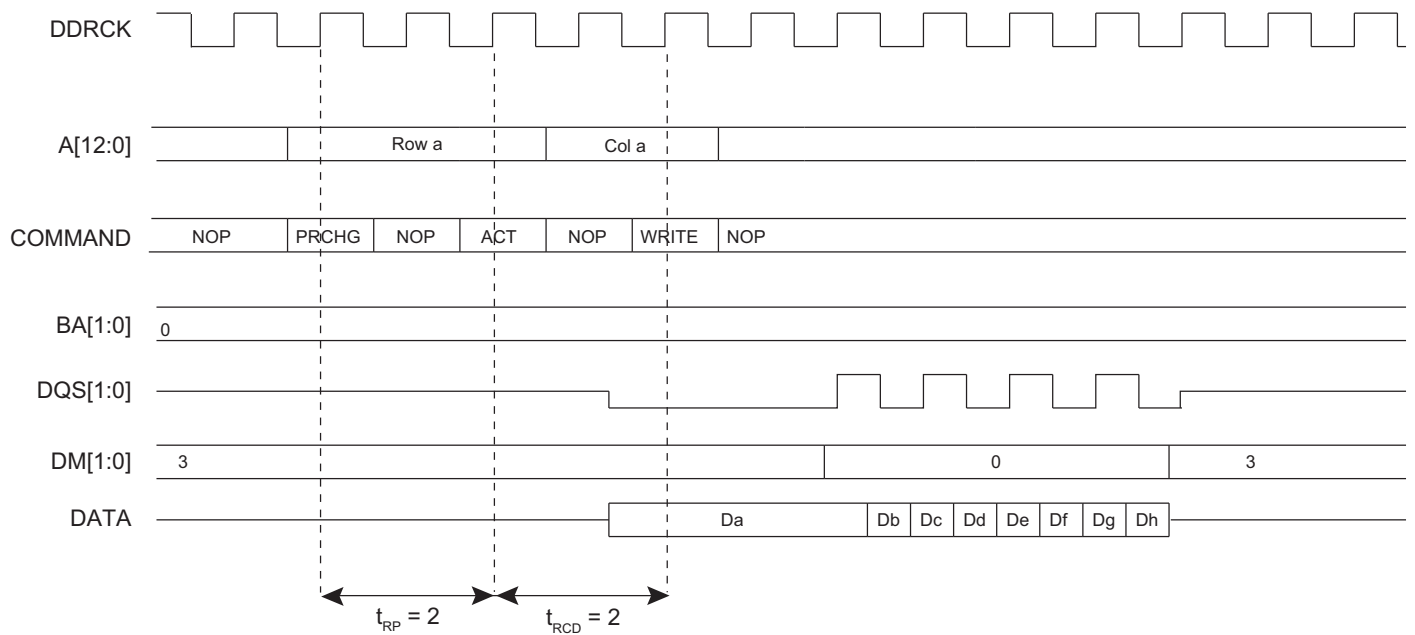 DDRCK
A[12:0] Row a Col a
COMMAND NOP PRCHG NOP ACT NOP WRITE NOP
BA[1:0] 0
DQS[1:0]
DM[1:0] 3 0 3
DATA Da Db Dc Dd De Df Dg Dh
tRP = 2 tRCD = 2